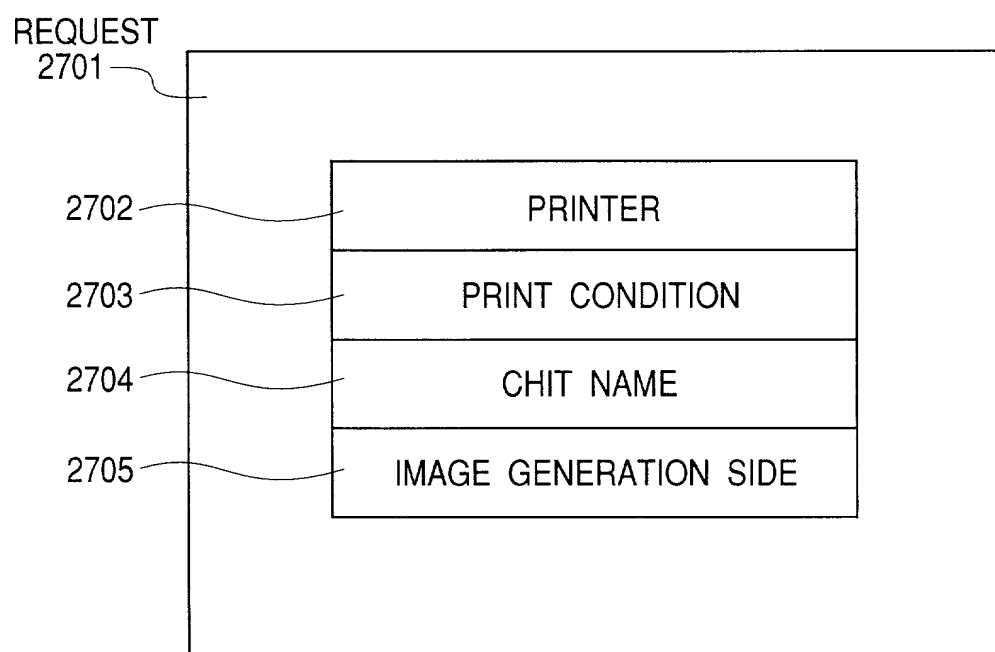 REQUEST
2701
2702 PRINTER
2703 PRINT CONDITION
2704 CHIT NAME
2705 IMAGE GENERATION SIDE